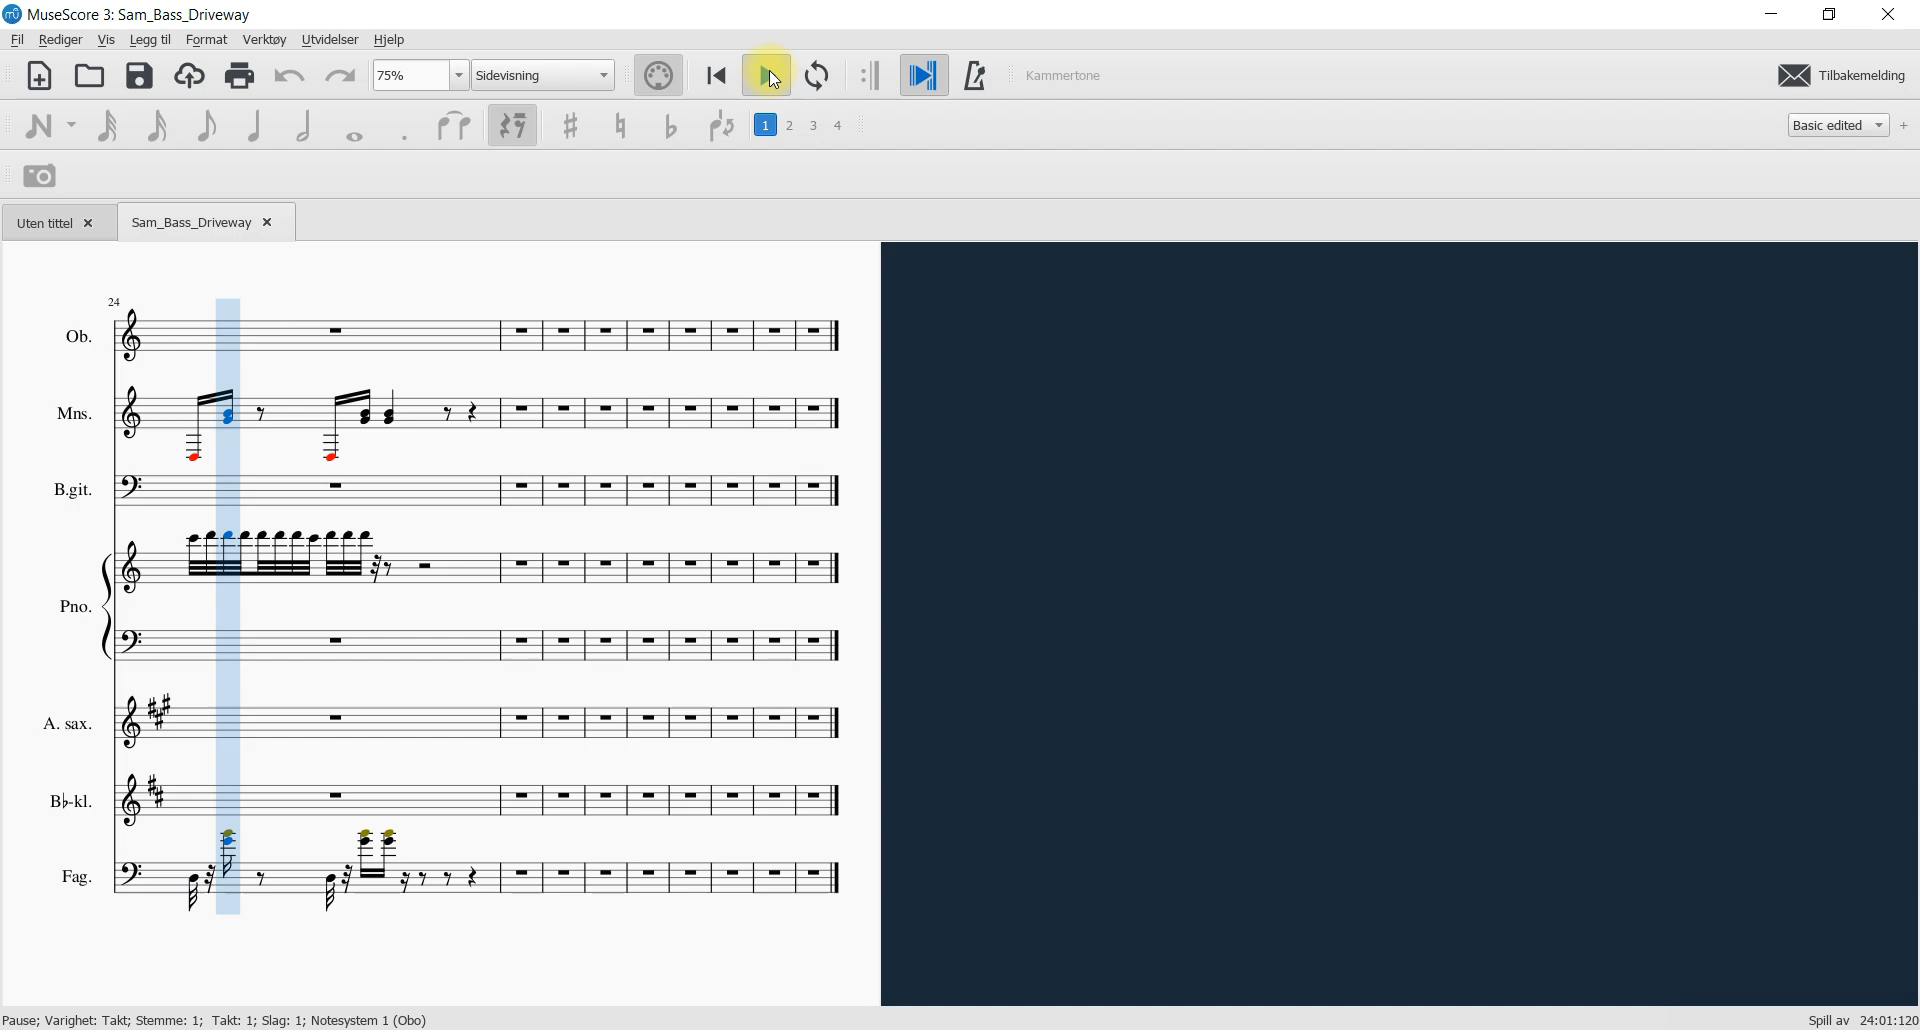 MuseScore 3: Sam_Bass_Driveway
Fil Rediger Vis Legg til Format Verktøy Utvidelser Hjelp
75% Sidevisning Kammertone Tilbakemelding
1 2 3 4 Basic edited +
Uten tittel Sam_Bass_Driveway
24
Ob.
Mns.
B.git.
Pno.
A. sax.
B♭-kl.
Fag.
Pause; Varighet: Takt; Stemme: 1; Takt: 1; Slag: 1; Notesystem 1 (Obo) Spill av 24:01:120